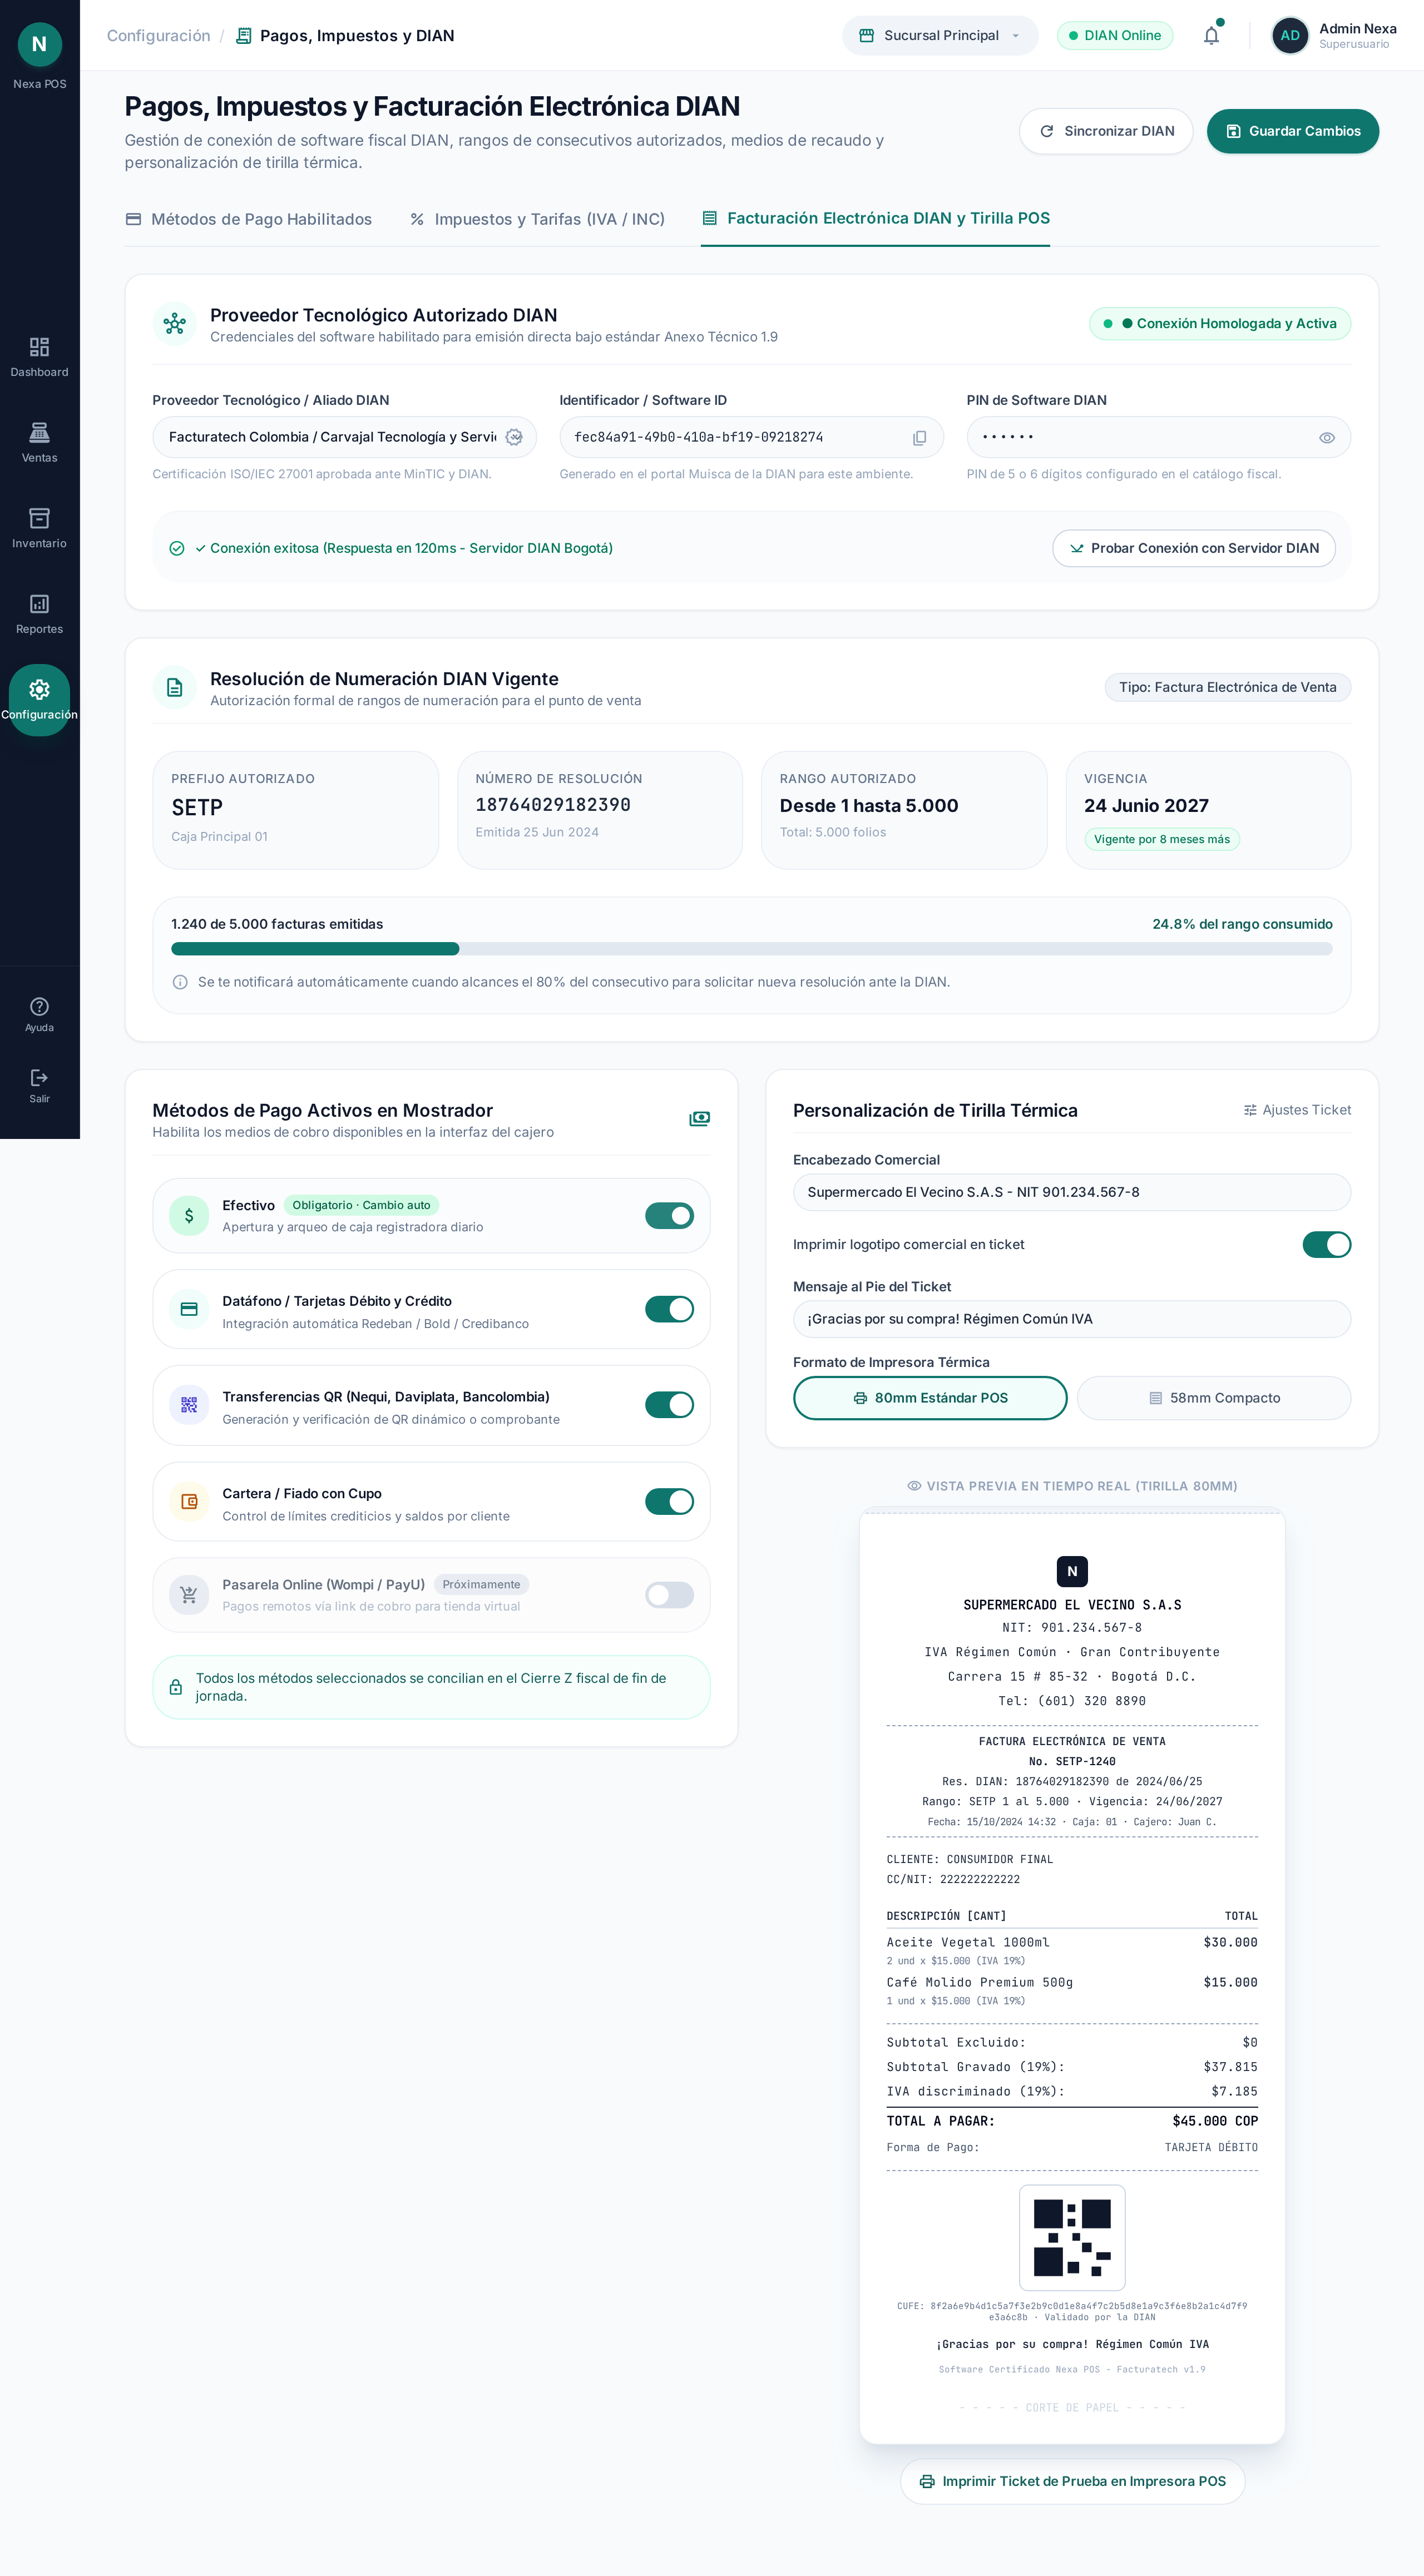 N
Nexa POS
Dashboard
Ventas
Inventario
Reportes
Configuración
Ayuda
Salir
Configuración / Pagos, Impuestos y DIAN
Sucursal Principal
DIAN Online
AD
Admin Nexa
Superusuario
Pagos, Impuestos y Facturación Electrónica DIAN
Gestión de conexión de software fiscal DIAN, rangos de consecutivos autorizados, medios de recaudo y
personalización de tirilla térmica.
Sincronizar DIAN
Guardar Cambios
Métodos de Pago Habilitados
Impuestos y Tarifas (IVA / INC)
Facturación Electrónica DIAN y Tirilla POS
Proveedor Tecnológico Autorizado DIAN
Credenciales del software habilitado para emisión directa bajo estándar Anexo Técnico 1.9
● Conexión Homologada y Activa
Proveedor Tecnológico / Aliado DIAN
Facturatech Colombia / Carvajal Tecnología y Servic
Certificación ISO/IEC 27001 aprobada ante MinTIC y DIAN.
Identificador / Software ID
fec84a91-49b0-410a-bf19-09218274
Generado en el portal Muisca de la DIAN para este ambiente.
PIN de Software DIAN
••••••
PIN de 5 o 6 dígitos configurado en el catálogo fiscal.
✓ Conexión exitosa (Respuesta en 120ms - Servidor DIAN Bogotá)
Probar Conexión con Servidor DIAN
Resolución de Numeración DIAN Vigente
Autorización formal de rangos de numeración para el punto de venta
Tipo: Factura Electrónica de Venta
PREFIJO AUTORIZADO
SETP
Caja Principal 01
NÚMERO DE RESOLUCIÓN
18764029182390
Emitida 25 Jun 2024
RANGO AUTORIZADO
Desde 1 hasta 5.000
Total: 5.000 folios
VIGENCIA
24 Junio 2027
Vigente por 8 meses más
1.240 de 5.000 facturas emitidas
24.8% del rango consumido
Se te notificará automáticamente cuando alcances el 80% del consecutivo para solicitar nueva resolución ante la DIAN.
Métodos de Pago Activos en Mostrador
Habilita los medios de cobro disponibles en la interfaz del cajero
Efectivo
Obligatorio · Cambio auto
Apertura y arqueo de caja registradora diario
Datáfono / Tarjetas Débito y Crédito
Integración automática Redeban / Bold / Credibanco
Transferencias QR (Nequi, Daviplata, Bancolombia)
Generación y verificación de QR dinámico o comprobante
Cartera / Fiado con Cupo
Control de límites crediticios y saldos por cliente
Pasarela Online (Wompi / PayU)
Próximamente
Pagos remotos vía link de cobro para tienda virtual
Todos los métodos seleccionados se concilian en el Cierre Z fiscal de fin de
jornada.
Personalización de Tirilla Térmica
Ajustes Ticket
Encabezado Comercial
Supermercado El Vecino S.A.S - NIT 901.234.567-8
Imprimir logotipo comercial en ticket
Mensaje al Pie del Ticket
¡Gracias por su compra! Régimen Común IVA
Formato de Impresora Térmica
80mm Estándar POS
58mm Compacto
VISTA PREVIA EN TIEMPO REAL (TIRILLA 80MM)
N
SUPERMERCADO EL VECINO S.A.S
NIT: 901.234.567-8
IVA Régimen Común · Gran Contribuyente
Carrera 15 # 85-32 · Bogotá D.C.
Tel: (601) 320 8890
FACTURA ELECTRÓNICA DE VENTA
No. SETP-1240
Res. DIAN: 18764029182390 de 2024/06/25
Rango: SETP 1 al 5.000 · Vigencia: 24/06/2027
Fecha: 15/10/2024 14:32 · Caja: 01 · Cajero: Juan C.
CLIENTE: CONSUMIDOR FINAL
CC/NIT: 222222222222
DESCRIPCIÓN [CANT] TOTAL
Aceite Vegetal 1000ml $30.000
2 und x $15.000 (IVA 19%)
Café Molido Premium 500g $15.000
1 und x $15.000 (IVA 19%)
Subtotal Excluido: $0
Subtotal Gravado (19%): $37.815
IVA discriminado (19%): $7.185
TOTAL A PAGAR: $45.000 COP
Forma de Pago: TARJETA DÉBITO
CUFE: 8f2a6e9b4d1c5a7f3e2b9c0d1e8a4f7c2b5d8e1a9c3f6e8b2a1c4d7f9
e3a6c8b · Validado por la DIAN
¡Gracias por su compra! Régimen Común IVA
Software Certificado Nexa POS - Facturatech v1.9
- - - - - CORTE DE PAPEL - - - - -
Imprimir Ticket de Prueba en Impresora POS